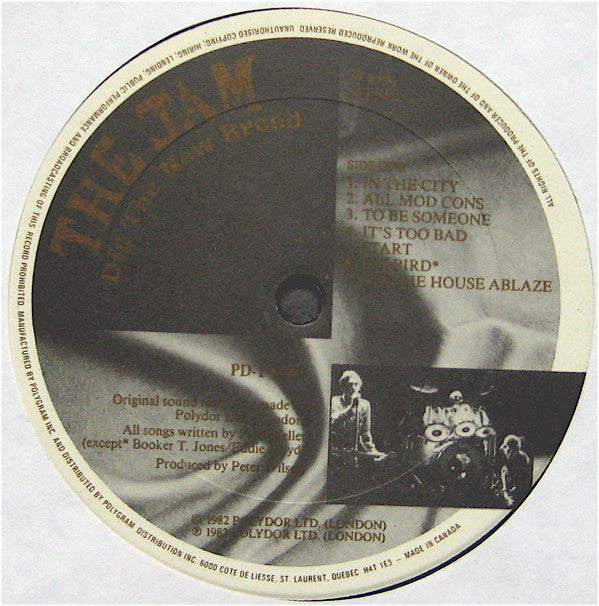 THE JAM
Dig The New Breed
SIDE ONE
1. IN THE CITY
2. ALL MOD CONS
3. TO BE SOMEONE
IT'S TOO BAD
START
BIRD*
THE HOUSE ABLAZE
PD-1
Original sound made
Polydor London
All songs written by Weller
(except* Booker T. Jones/Eddie Floyd
Produced by Peter Wilson
© 1982 POLYDOR LTD. (LONDON)
℗ 1982 POLYDOR LTD. (LONDON)
ALL RIGHTS OF THE PRODUCER AND OF THE OWNER OF THE WORK REPRODUCED RESERVED. UNAUTHORISED COPYING, HIRING, LENDING, PUBLIC PERFORMANCE AND BROADCASTING OF THIS RECORD PROHIBITED. MANUFACTURED BY POLYGRAM INC. AND DISTRIBUTED BY POLYGRAM DISTRIBUTION INC. 6000 COTE DE LIESSE, ST. LAURENT, QUEBEC H4T 1E3 – MADE IN CANADA